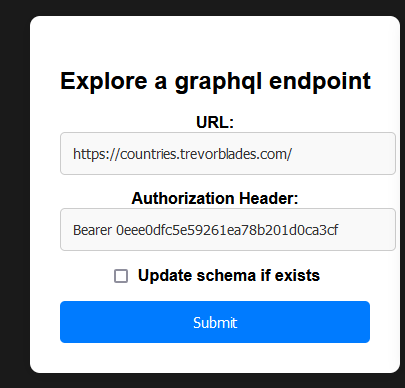 Explore a graphql endpoint
URL:
https://countries.trevorblades.com/
Authorization Header:
Bearer 0eee0dfc5e59261ea78b201d0ca3cf
Update schema if exists
Submit